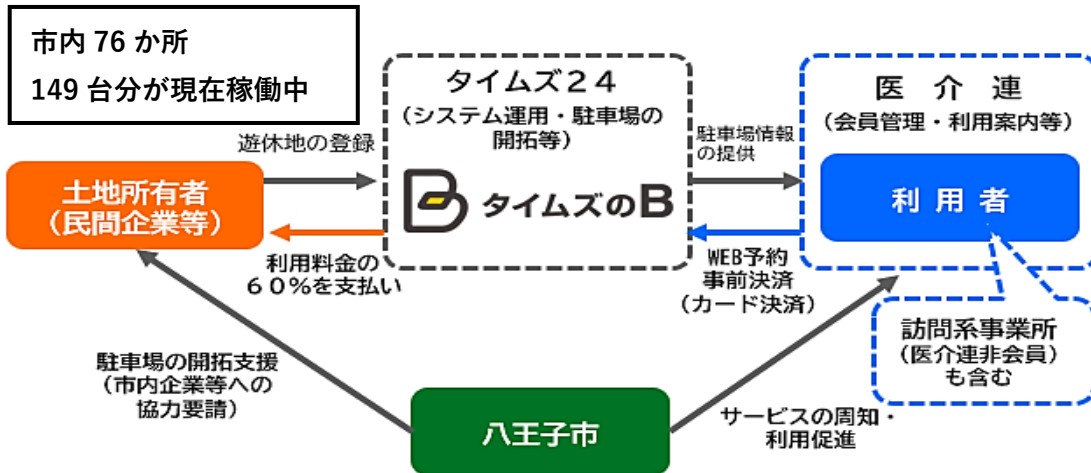 市内 76 か所
149 台分が現在稼働中
タイムズ２４
（システム運用・駐車場の
開拓等）
タイムズのB
医 介 連
（会員管理・利用案内等）
利 用 者
遊休地の登録
駐車場情報
の提供
土地所有者
（民間企業等）
利用料金の
６０％を支払い
WEB予約
事前決済
（カード決済）
訪問系事業所
（医介連非会員）
も含む
駐車場の開拓支援
（市内企業等への
協力要請）
八王子市
サービスの周知・
利用促進